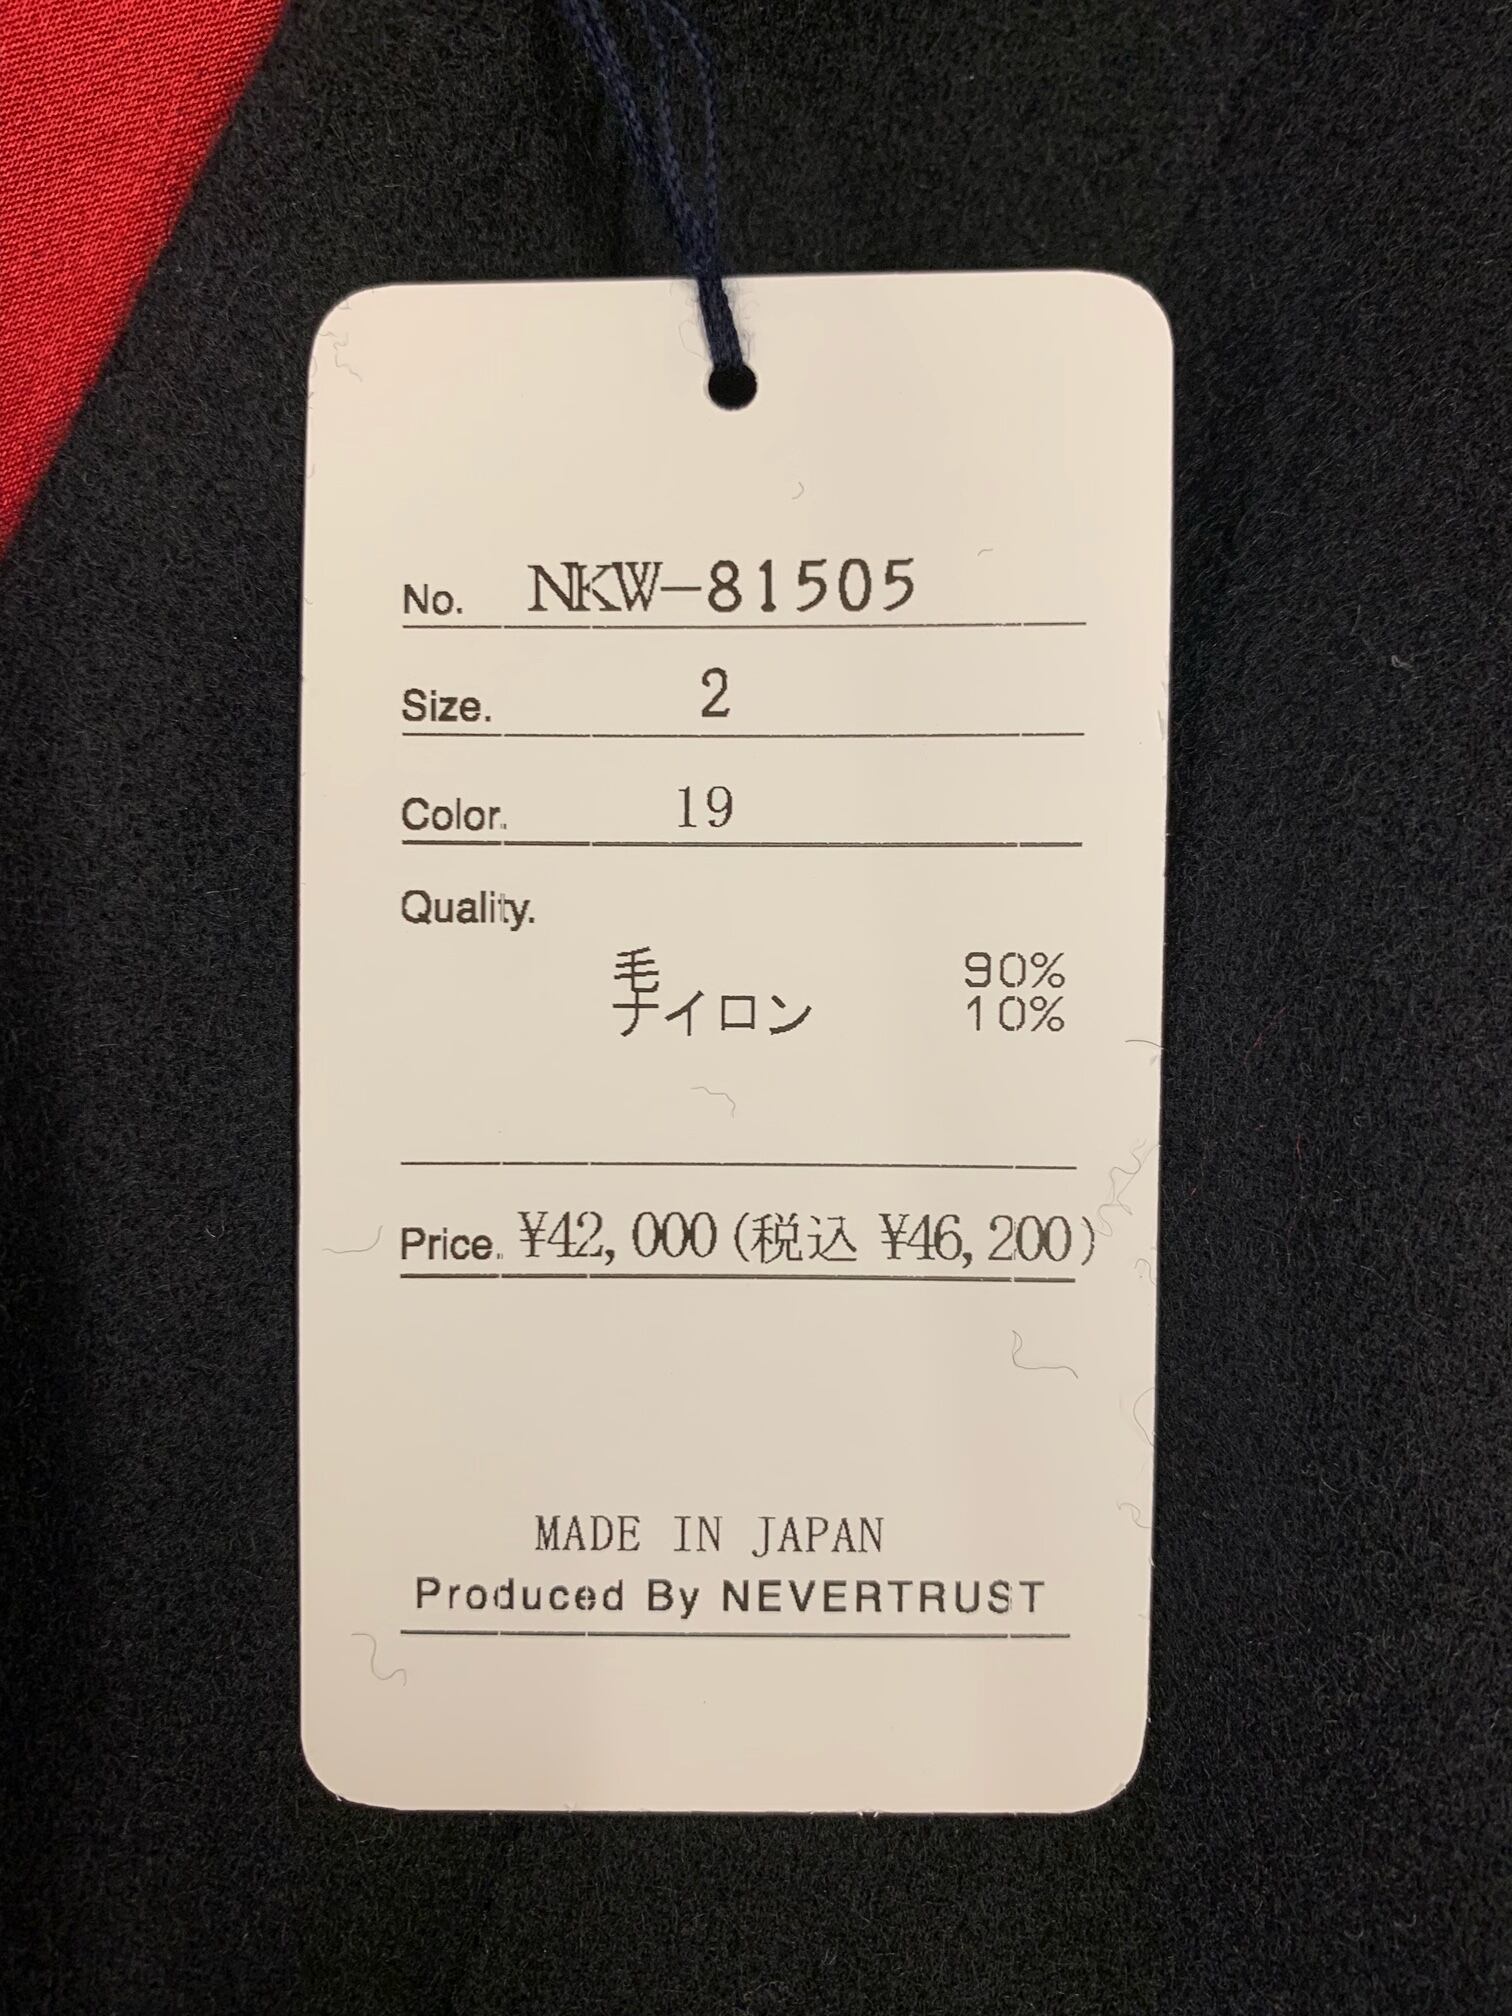 No. NKW-81505
Size. 2
Color. 19
Quality.
毛 90%
ナイロン 10%
Price. ¥42,000(税込 ¥46,200)
MADE IN JAPAN
Produced By NEVERTRUST